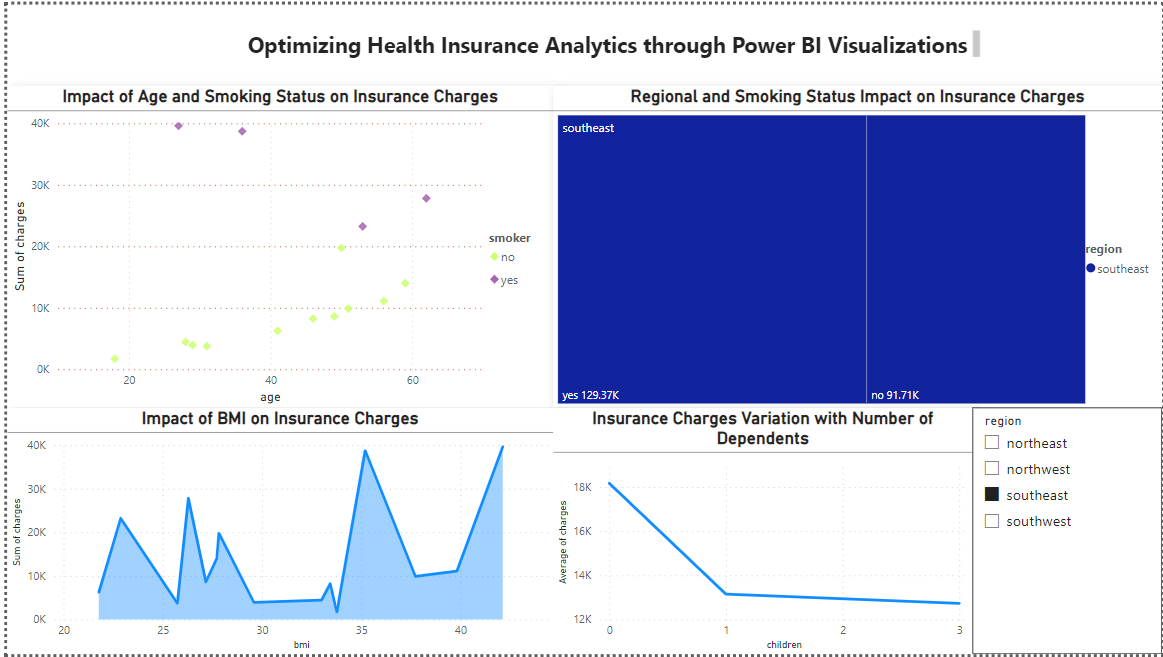 Optimizing Health Insurance Analytics through Power BI Visualizations
Impact of Age and Smoking Status on Insurance Charges
40K
30K
20K
10K
0K
Sum of charges
20
40
60
age
smoker
no
yes
Regional and Smoking Status Impact on Insurance Charges
southeast
yes 129.37K
no 91.71K
region
southeast
Impact of BMI on Insurance Charges
40K
30K
20K
10K
0K
Sum of charges
20
25
30
35
40
bmi
Insurance Charges Variation with Number of
Dependents
18K
16K
14K
12K
Average of charges
0
1
2
3
children
region
northeast
northwest
southeast
southwest